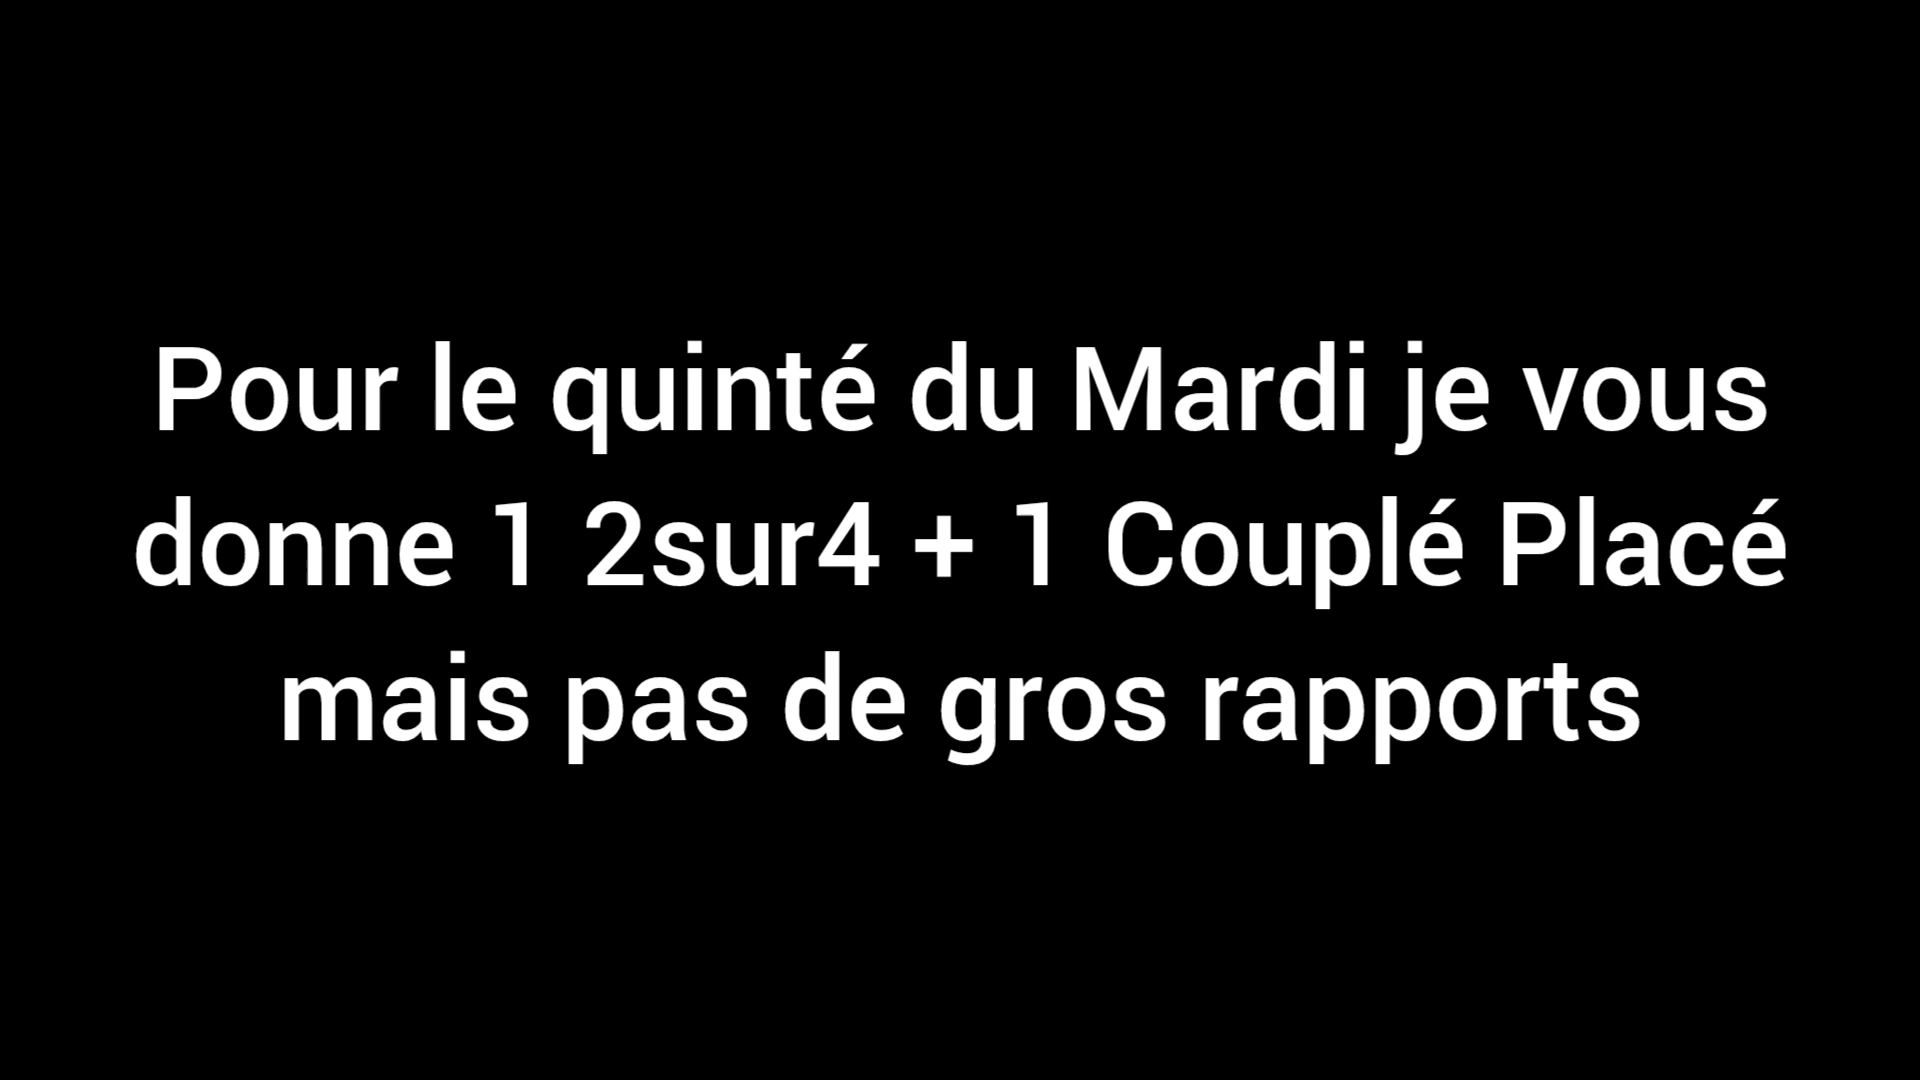 Pour le quinté du Mardi je vous
donne 1 2sur4 + 1 Couplé Placé
mais pas de gros rapports